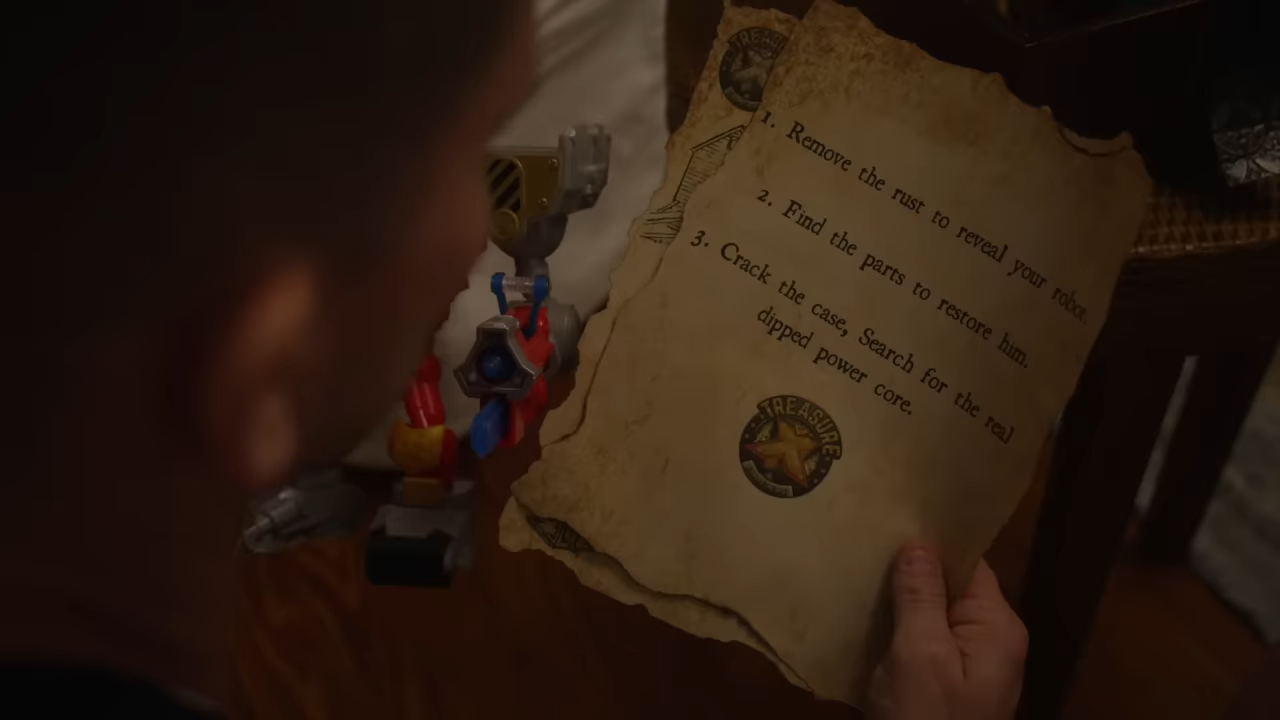 1. Remove the rust to reveal your robot.
2. Find the parts to restore him.
3. Crack the case, Search for the real
dipped power core.
TREASURE
TREASURE